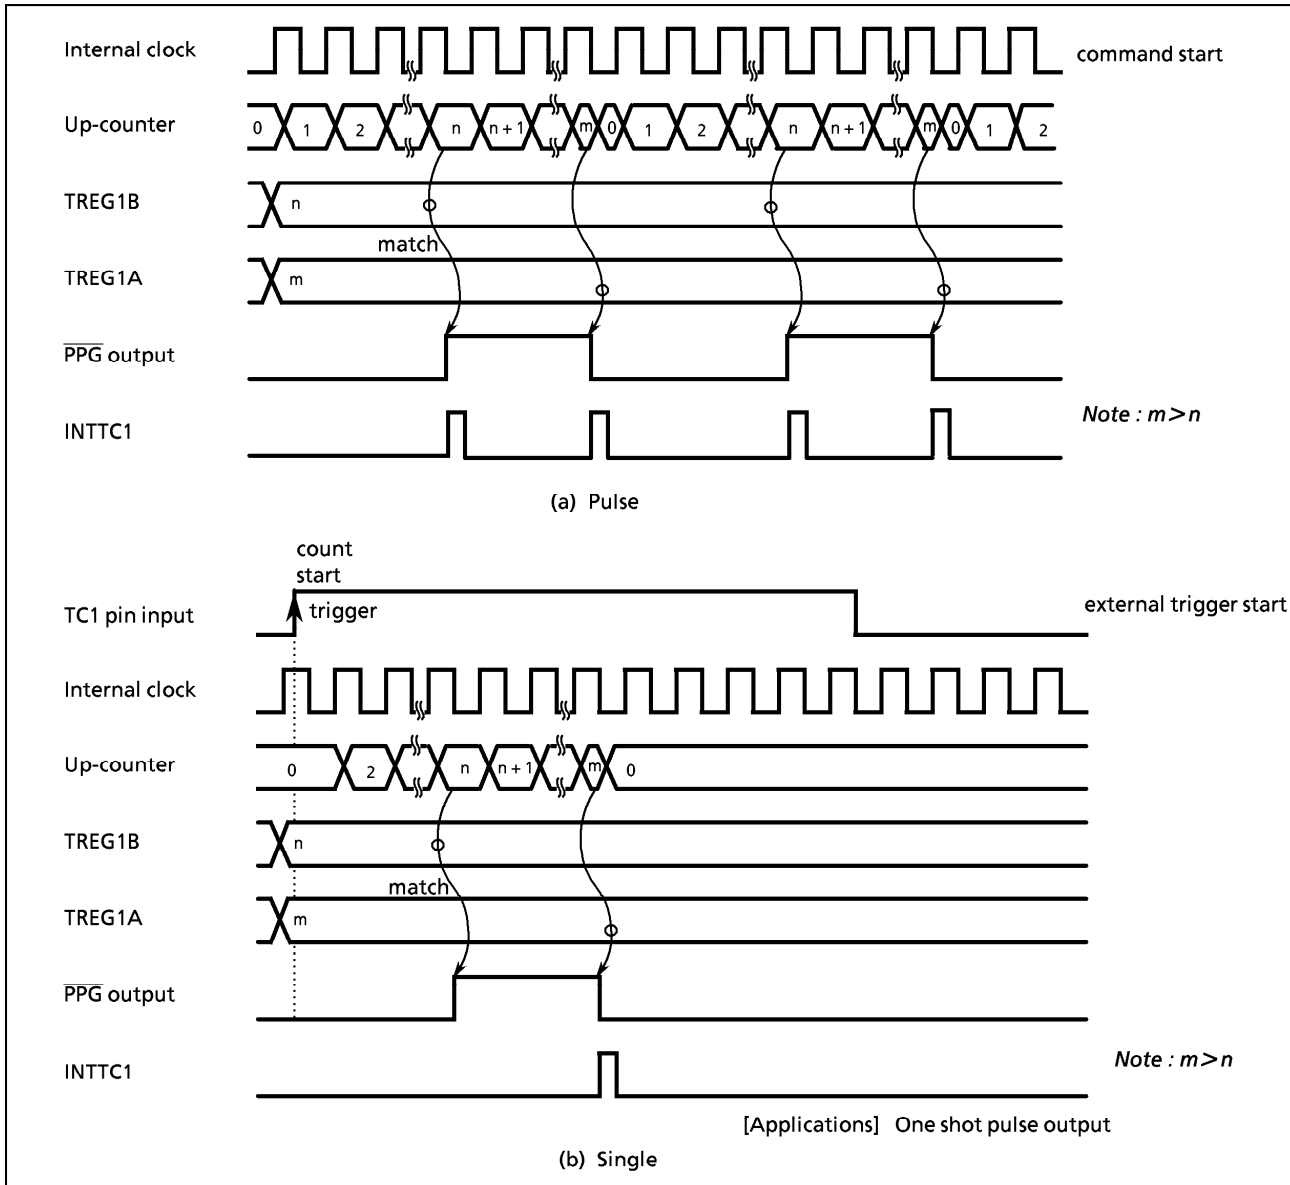 Internal clock
command start
Up-counter 0 1 2 n n + 1 m 0 1 2 n n + 1 m 0 1 2
TREG1B n
match
TREG1A m
PPG output
INTTC1
Note : m>n
(a) Pulse
count
start
TC1 pin input trigger external trigger start
Internal clock
Up-counter 0 2 n n + 1 m 0
TREG1B n
match
TREG1A m
PPG output
INTTC1
Note : m>n
[Applications] One shot pulse output
(b) Single